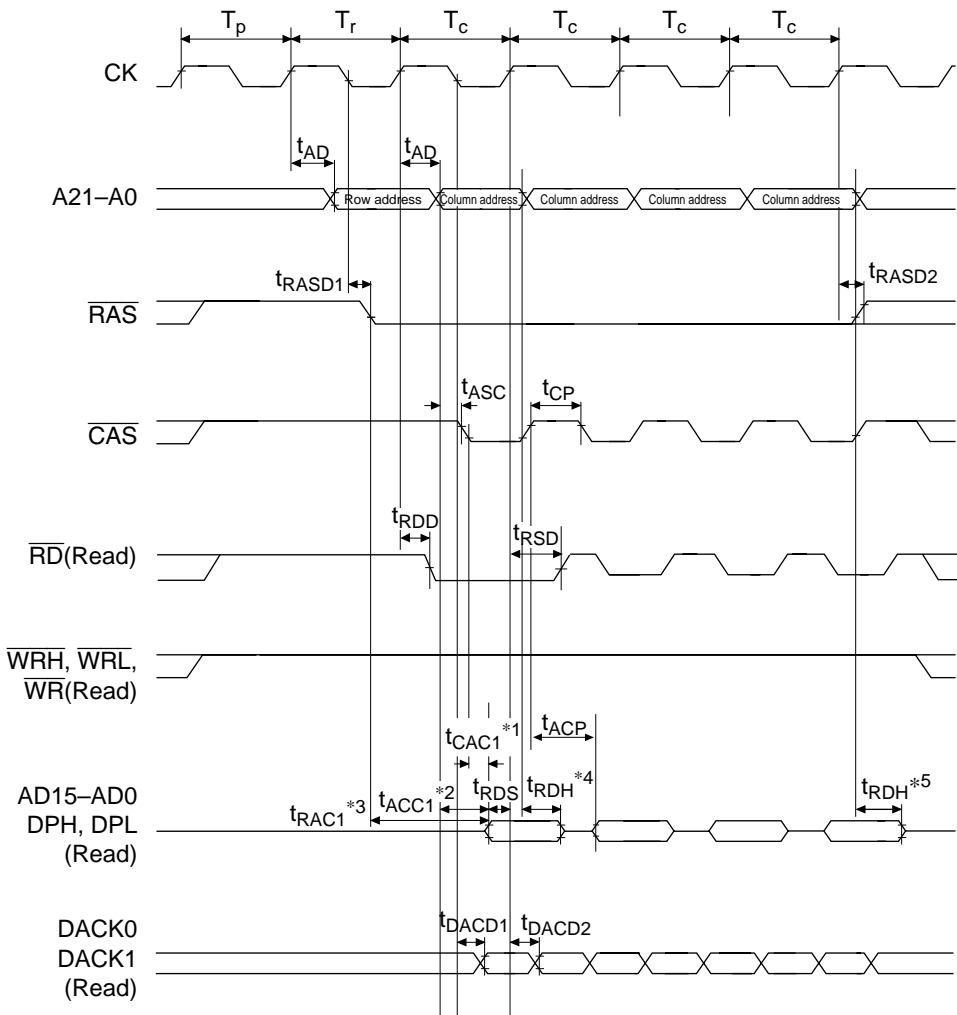 Tp Tr Tc Tc Tc Tc
CK
tAD tAD
A21–A0 Row address Column address Column address Column address Column address
tRASD1 tRASD2
RAS
tASC tCP
CAS
tRDD tRSD
RD(Read)
WRH, WRL,
WR(Read)
tCAC1*1 tACP
AD15–AD0
DPH, DPL
(Read)
tRAC1*3 tACC1*2 tRDS tRDH*4 tRDH*5
DACK0
DACK1
(Read)
tDACD1 tDACD2